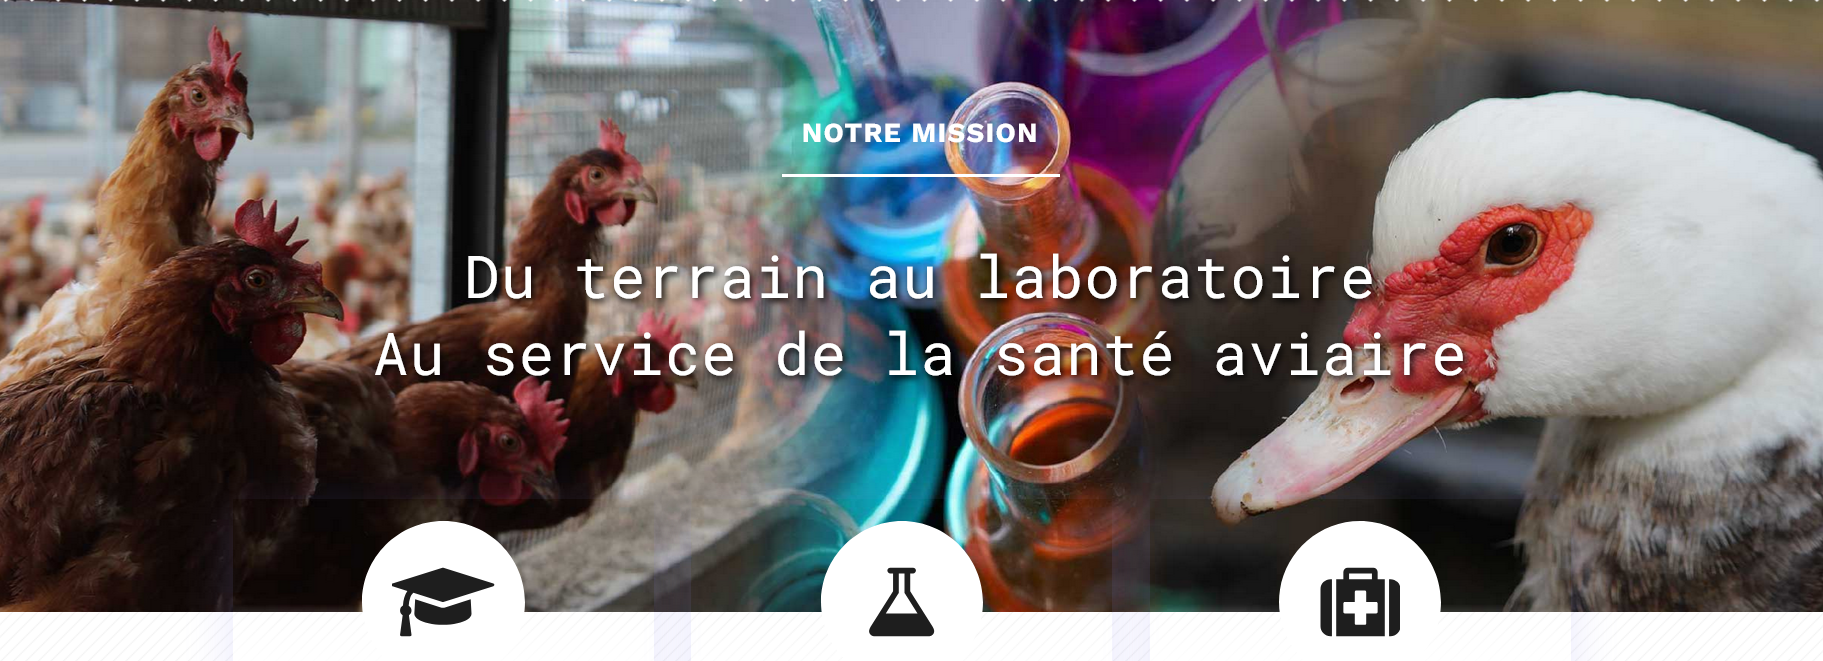 NOTRE MISSION
Du terrain au laboratoire
Au service de la santé aviaire